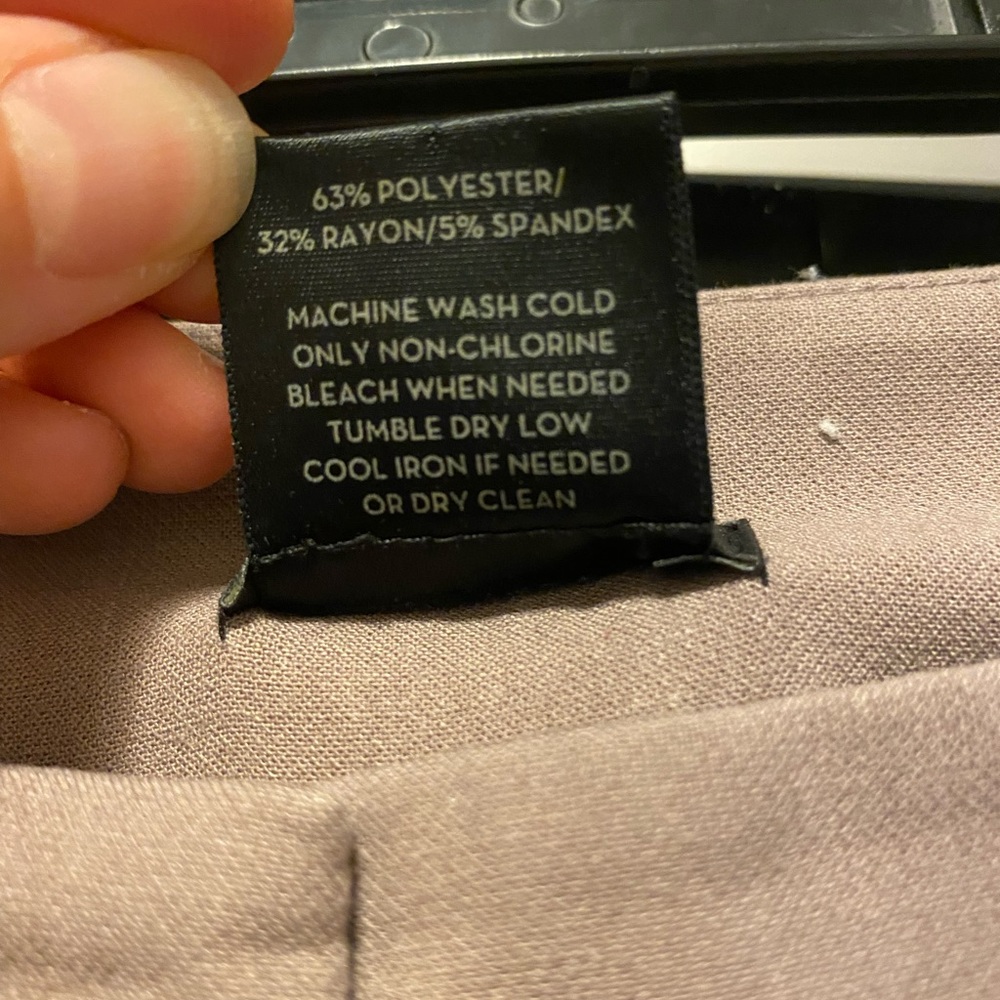 63% POLYESTER/
32% RAYON/5% SPANDEX
MACHINE WASH COLD
ONLY NON-CHLORINE
BLEACH WHEN NEEDED
TUMBLE DRY LOW
COOL IRON IF NEEDED
OR DRY CLEAN